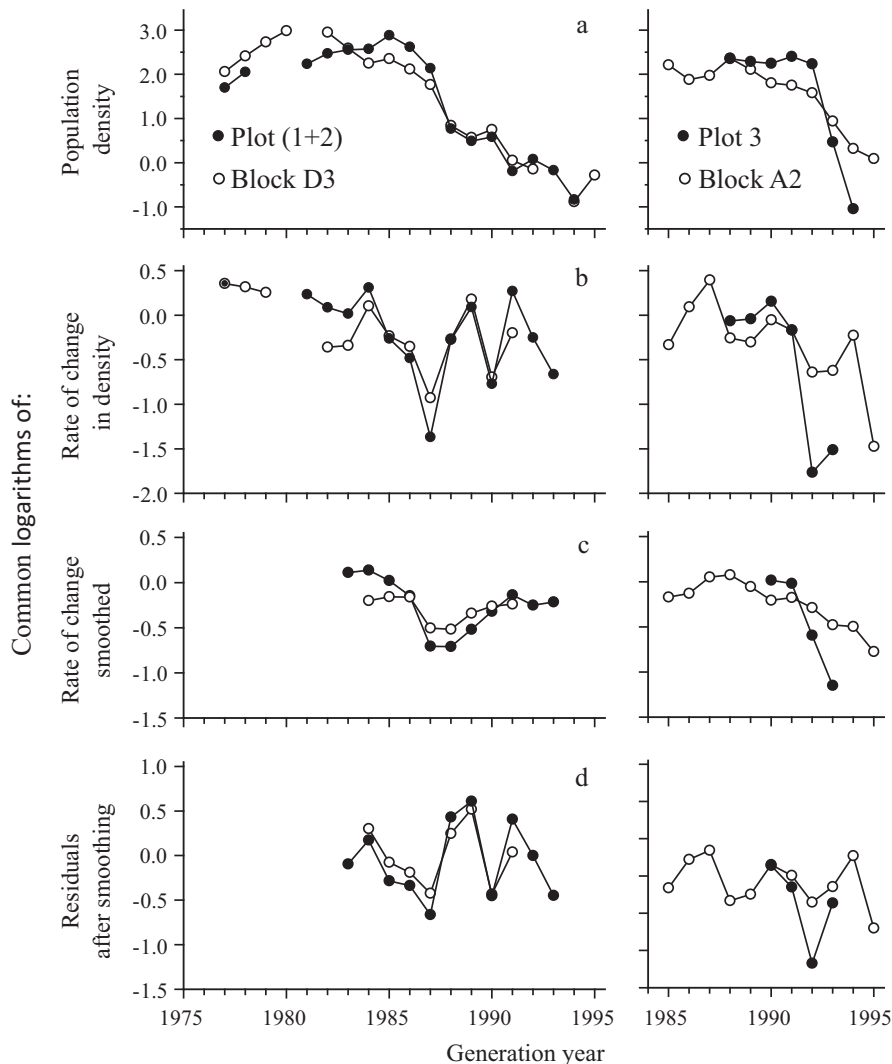 Common logarithms of:
Population
density
3.0
2.0
1.0
0.0
-1.0
a
Plot (1+2)
Block D3
Plot 3
Block A2
Rate of change
in density
0.5
0.0
-0.5
-1.0
-1.5
-2.0
b
Rate of change
smoothed
0.5
0.0
-0.5
-1.0
-1.5
c
Residuals
after smoothing
1.0
0.5
0.0
-0.5
-1.0
-1.5
d
1975 1980 1985 1990 1995 1985 1990 1995
Generation year